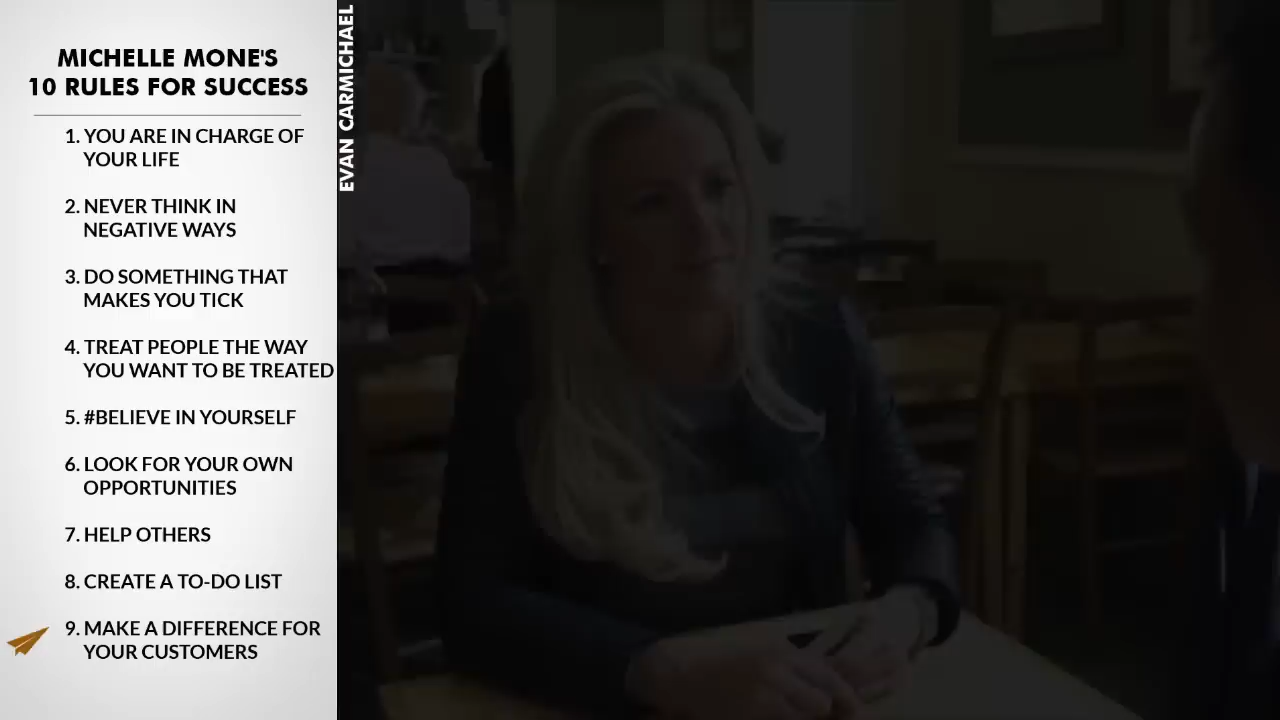 MICHELLE MONE'S
10 RULES FOR SUCCESS
1. YOU ARE IN CHARGE OF
YOUR LIFE
2. NEVER THINK IN
NEGATIVE WAYS
3. DO SOMETHING THAT
MAKES YOU TICK
4. TREAT PEOPLE THE WAY
YOU WANT TO BE TREATED
5. #BELIEVE IN YOURSELF
6. LOOK FOR YOUR OWN
OPPORTUNITIES
7. HELP OTHERS
8. CREATE A TO-DO LIST
9. MAKE A DIFFERENCE FOR
YOUR CUSTOMERS
EVAN CARMICHAEL